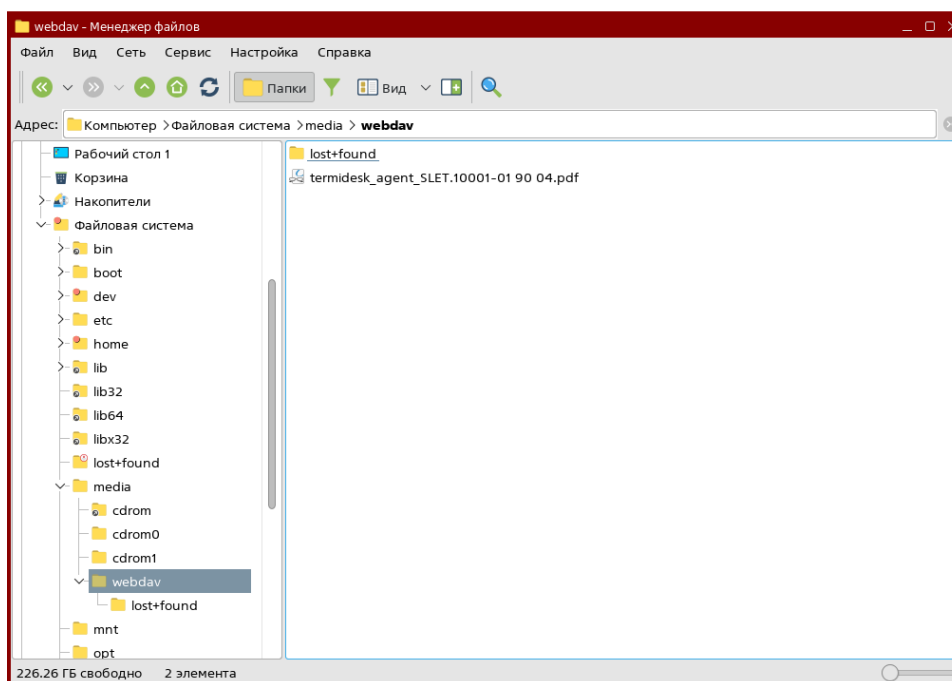 webdav - Менеджер файлов
Файл Вид Сеть Сервис Настройка Справка
Папки Вид
Адрес: Компьютер > Файловая система > media > webdav
Рабочий стол 1
Корзина
Накопители
Файловая система
bin
boot
dev
etc
home
lib
lib32
lib64
libx32
lost+found
media
cdrom
cdrom0
cdrom1
webdav
lost+found
mnt
opt
lost+found
termidesk_agent_SLET.10001-01 90 04.pdf
226.26 ГБ свободно 2 элемента